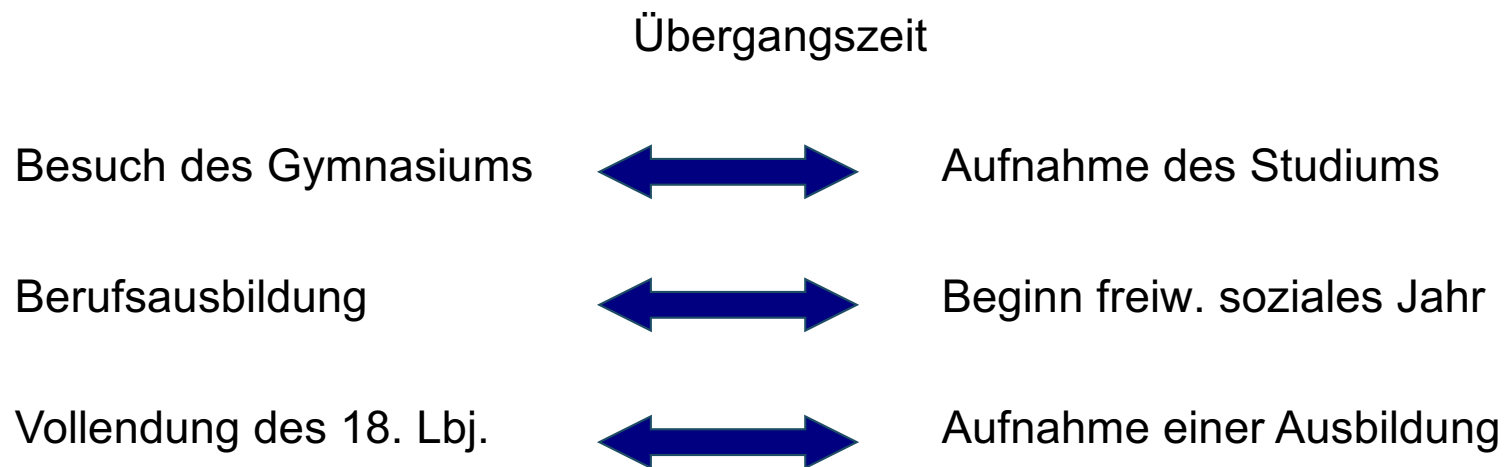 Übergangszeit
Besuch des Gymnasiums Aufnahme des Studiums
Berufsausbildung Beginn freiw. soziales Jahr
Vollendung des 18. Lbj. Aufnahme einer Ausbildung